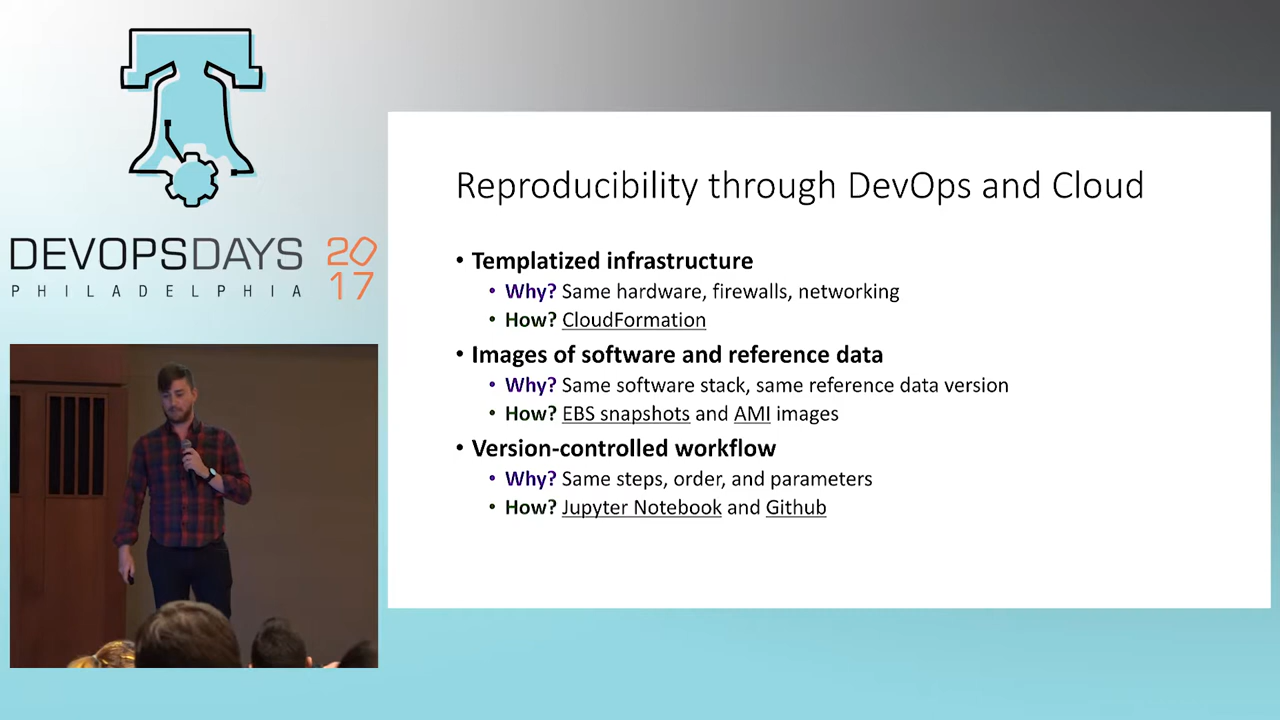 DEVOPSDAYS 20
PHILADELPHIA 17
Reproducibility through DevOps and Cloud
• Templatized infrastructure
• Why? Same hardware, firewalls, networking
• How? CloudFormation
• Images of software and reference data
• Why? Same software stack, same reference data version
• How? EBS snapshots and AMI images
• Version-controlled workflow
• Why? Same steps, order, and parameters
• How? Jupyter Notebook and Github